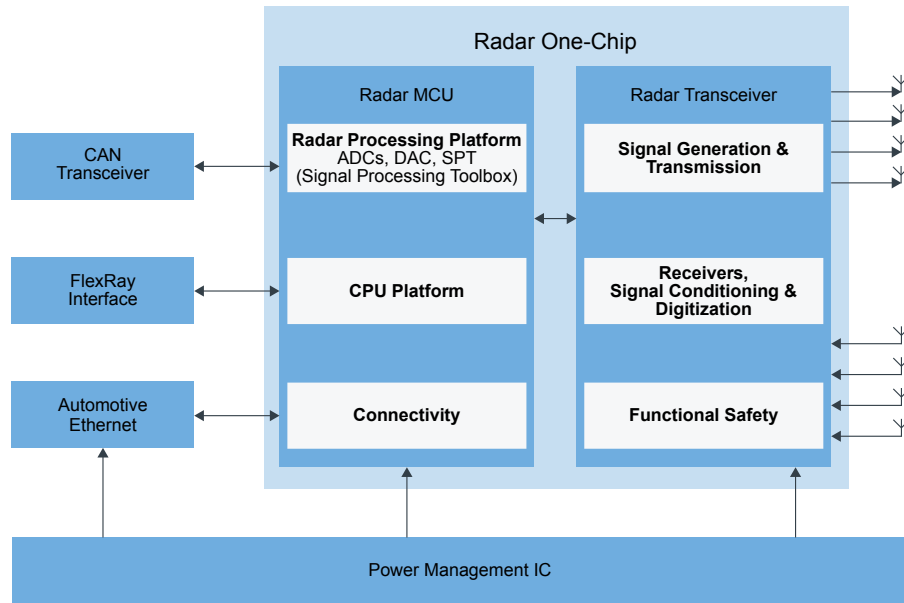 Radar One-Chip
Radar MCU
Radar Processing Platform
ADCs, DAC, SPT
(Signal Processing Toolbox)
CPU Platform
Connectivity
Radar Transceiver
Signal Generation &
Transmission
Receivers,
Signal Conditioning &
Digitization
Functional Safety
CAN
Transceiver
FlexRay
Interface
Automotive
Ethernet
Power Management IC